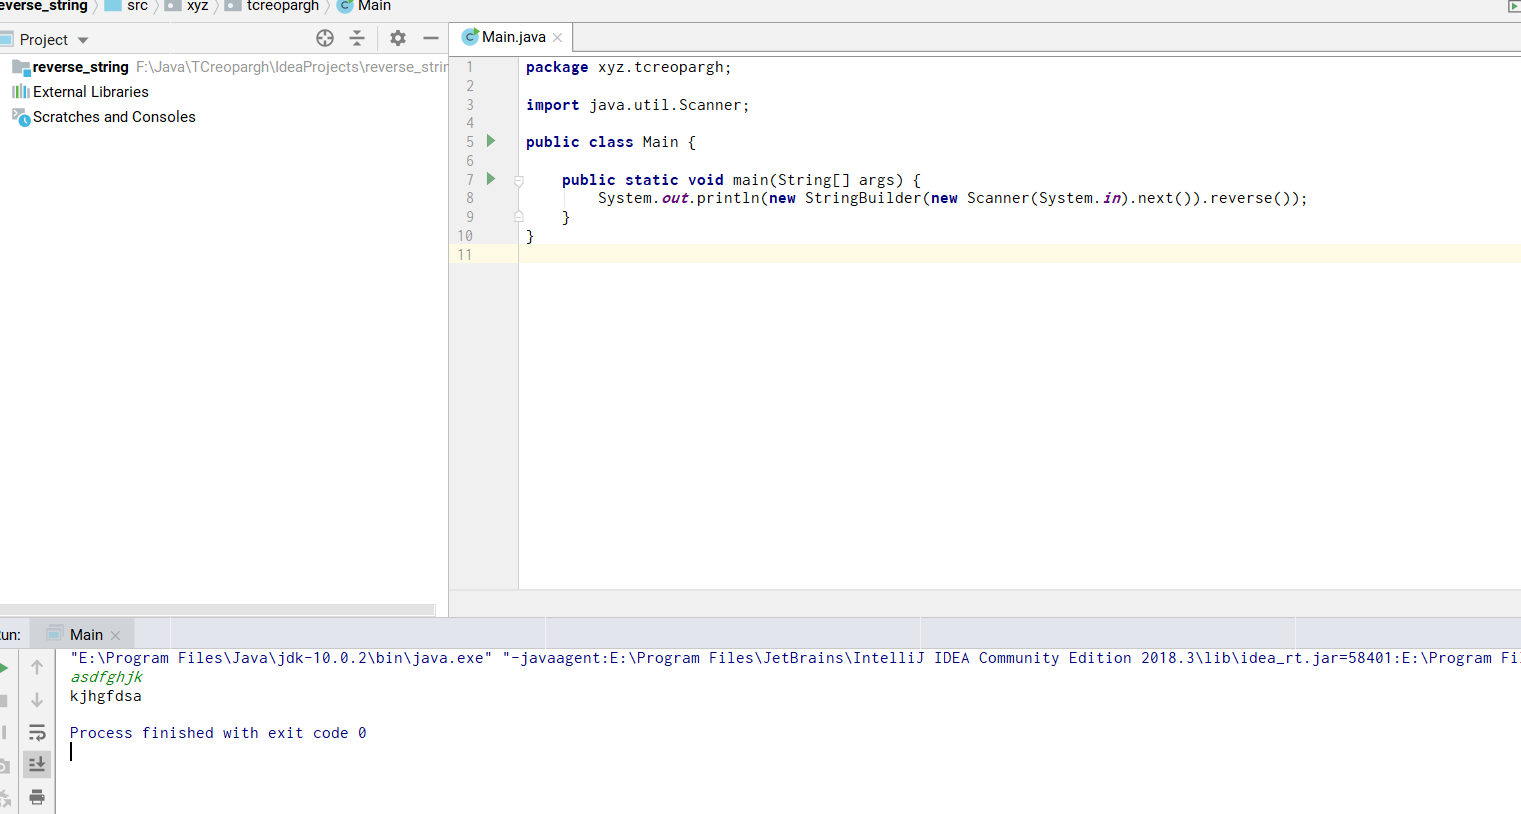 everse_string src xyz tcreopargh Main
Project
Main.java
reverse_string F:\Java\TCreopargh\IdeaProjects\reverse_strin
External Libraries
Scratches and Consoles
1 package xyz.tcreopargh;
2
3 import java.util.Scanner;
4
5 public class Main {
6
7 public static void main(String[] args) {
8 System.out.println(new StringBuilder(new Scanner(System.in).next()).reverse());
9 }
10 }
11
un: Main
"E:\Program Files\Java\jdk-10.0.2\bin\java.exe" "-javaagent:E:\Program Files\JetBrains\IntelliJ IDEA Community Edition 2018.3\lib\idea_rt.jar=58401:E:\Program Fi
asdfghjk
kjhgfdsa
Process finished with exit code 0